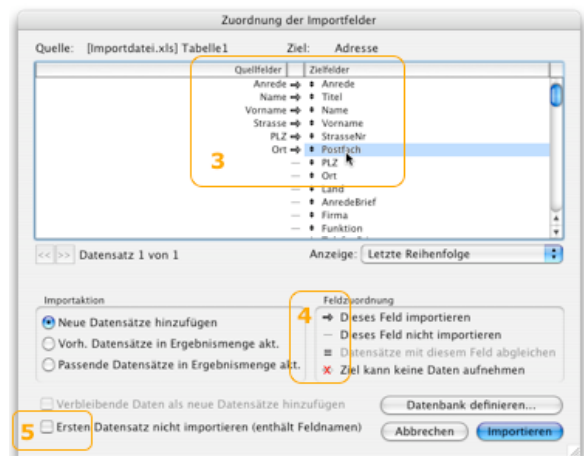 Zuordnung der Importfelder
Quelle: [Importdatei.xls] Tabelle1 Ziel: Adresse
Quellfelder Zielfelder
Anrede Anrede
Name Titel
Vorname Name
Strasse Vorname
PLZ StrasseNr
Ort Postfach
3
PLZ
Ort
Land
AnredeBrief
Firma
Funktion
<< >> Datensatz 1 von 1 Anzeige: Letzte Reihenfolge
Importaktion
Neue Datensätze hinzufügen
Vorh. Datensätze in Ergebnismenge akt.
Passende Datensätze in Ergebnismenge akt.
4
Feldzuordnung
Dieses Feld importieren
Dieses Feld nicht importieren
Datensätze mit diesem Feld abgleichen
Ziel kann keine Daten aufnehmen
Verbleibende Daten als neue Datensätze hinzufügen
5
Ersten Datensatz nicht importieren (enthält Feldnamen)
Datenbank definieren...
Abbrechen Importieren